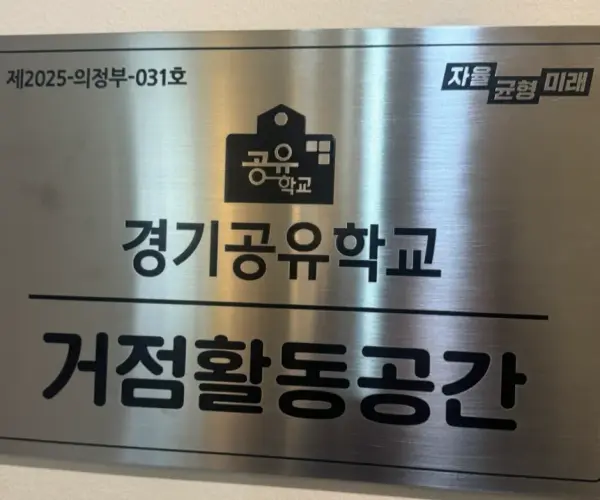 제2025-의정부-031호
자율 균형 미래
공유
학교
경기공유학교
거점활동공간